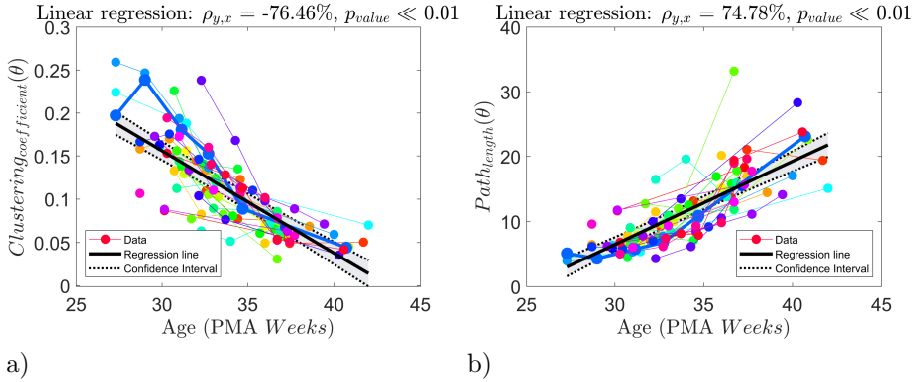 Linear regression: ρy,x = -76.46%, pvalue ≪ 0.01
0.3
0.25
0.2
0.15
0.1
0.05
0
Clusteringcoefficient(θ)
Data
Regression line
Confidence Interval
25 30 35 40 45
Age (PMA Weeks)
a)
Linear regression: ρy,x = 74.78%, pvalue ≪ 0.01
40
30
20
10
0
Pathlength(θ)
Data
Regression line
Confidence Interval
25 30 35 40 45
Age (PMA Weeks)
b)